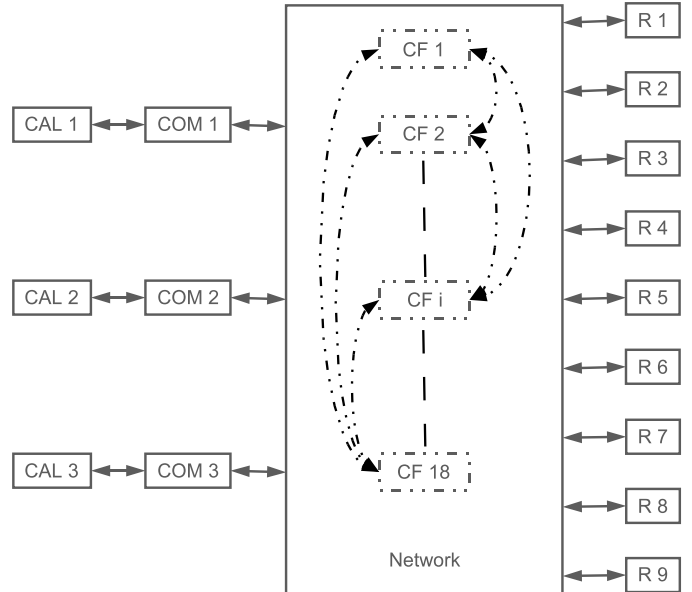 CAL 1
COM 1
CAL 2
COM 2
CAL 3
COM 3
CF 1
CF 2
CF i
CF 18
Network
R 1
R 2
R 3
R 4
R 5
R 6
R 7
R 8
R 9